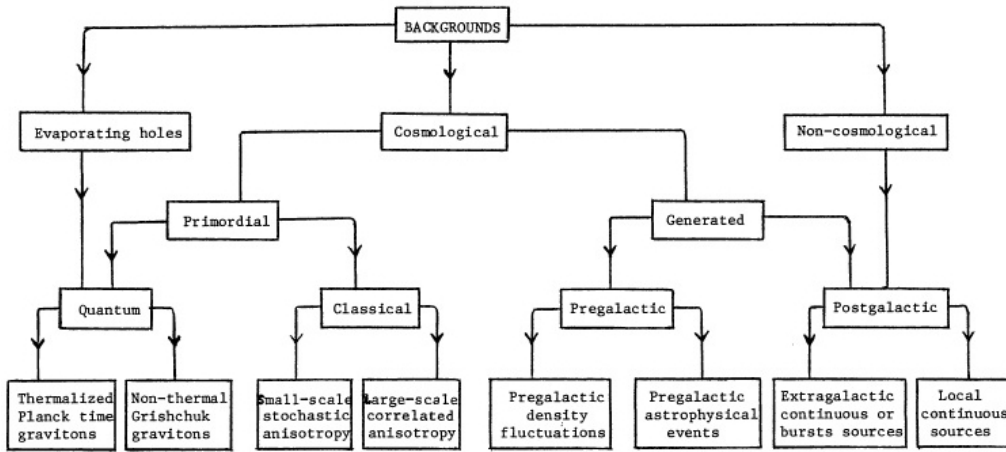 BACKGROUNDS
Evaporating holes
Cosmological
Non-cosmological
Primordial
Generated
Quantum
Classical
Pregalactic
Postgalactic
Thermalized
Planck time
gravitons
Non-thermal
Grishchuk
gravitons
Small-scale
stochastic
anisotropy
Large-scale
correlated
anisotropy
Pregalactic
density
fluctuations
Pregalactic
astrophysical
events
Extragalactic
continuous or
bursts sources
Local
continuous
sources